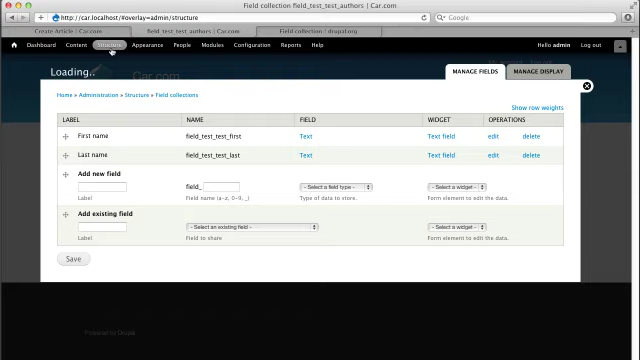 Field collection field_test_test_authors | Car.com
http://car.localhost/#overlay=admin/structure
Google
Create Article | Car.com
field_test_test_authors | Car.com
Field collection | drupal.org
Dashboard
Content
Structure
Appearance
People
Modules
Configuration
Reports
Help
Hello admin
Log out
Loading..
Car.com
MANAGE FIELDS
MANAGE DISPLAY
Home » Administration » Structure » Field collections
Show row weights
LABEL NAME FIELD WIDGET OPERATIONS
First name field_test_test_first Text Text field edit delete
Last name field_test_test_last Text Text field edit delete
Add new field
field_ - Select a field type - - Select a widget -
Label Field name (a-z, 0-9, _) Type of data to store. Form element to edit the data.
Add existing field
- Select an existing field - - Select a widget -
Label Field to share Form element to edit the data.
Save
Powered by Drupal